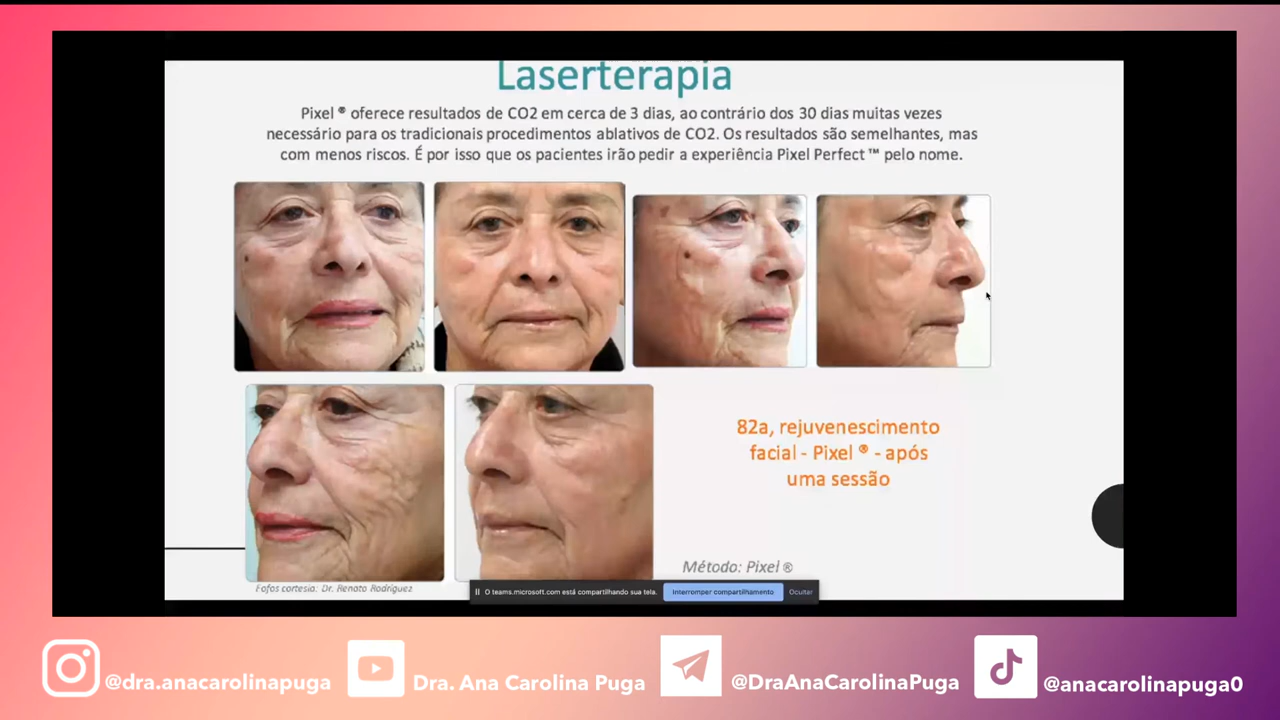 Laserterapia
Pixel ® oferece resultados de CO2 em cerca de 3 dias, ao contrário dos 30 dias muitas vezes
necessário para os tradicionais procedimentos ablativos de CO2. Os resultados são semelhantes, mas
com menos riscos. É por isso que os pacientes irão pedir a experiência Pixel Perfect ™ pelo nome.
82a, rejuvenescimento
facial - Pixel ® - após
uma sessão
Método: Pixel ®
Fofos cortesia: Dr. Renato Rodríguez
O teams.microsoft.com está compartilhando sua tela.
Interromper compartilhamento
Ocultar
@dra.anacarolinapuga
Dra. Ana Carolina Puga
@DraAnaCarolinaPuga
@anacarolinapuga0